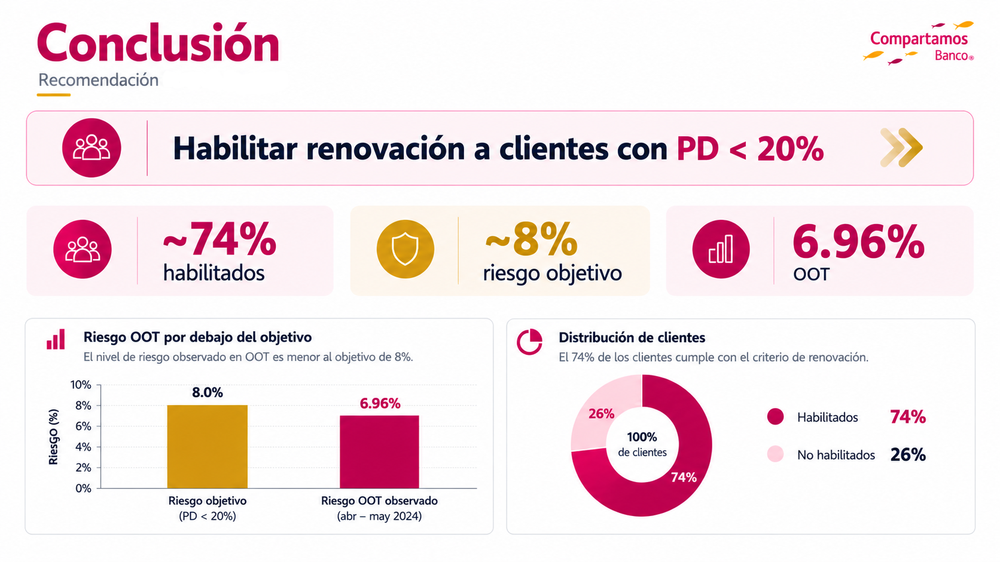 Conclusión
Recomendación
Compartamos
Banco®
Habilitar renovación a clientes con PD < 20%
~74%
habilitados
~8%
riesgo objetivo
6.96%
OOT
Riesgo OOT por debajo del objetivo
El nivel de riesgo observado en OOT es menor al objetivo de 8%.
RiesGO (%)
10%
8%
6%
4%
2%
0%
8.0%
6.96%
Riesgo objetivo
(PD < 20%)
Riesgo OOT observado
(abr – may 2024)
Distribución de clientes
El 74% de los clientes cumple con el criterio de renovación.
26%
100%
de clientes
74%
Habilitados 74%
No habilitados 26%